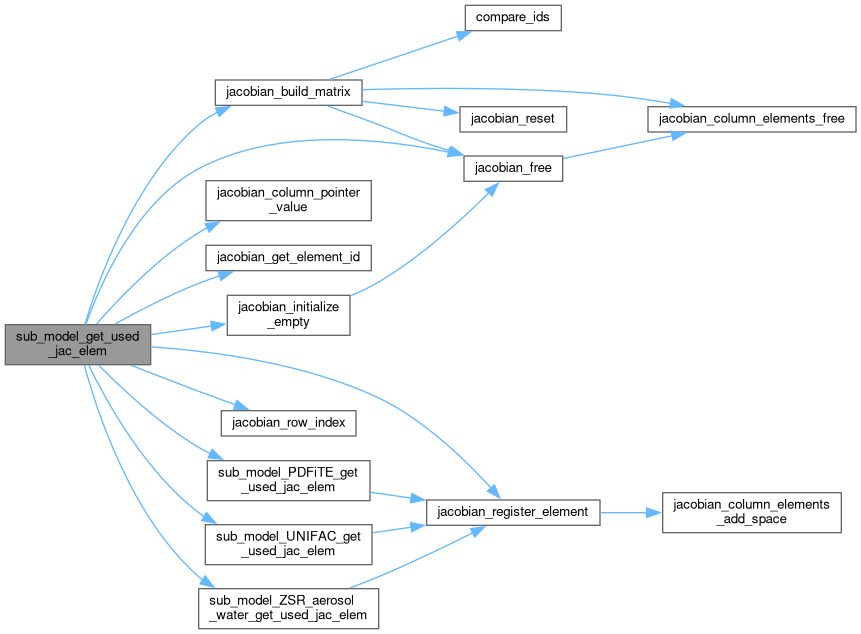 compare_ids
jacobian_build_matrix
jacobian_reset
jacobian_column_elements_free
jacobian_free
jacobian_column_pointer
_value
jacobian_get_element_id
jacobian_initialize
_empty
sub_model_get_used
_jac_elem
jacobian_row_index
sub_model_PDFiTE_get
_used_jac_elem
jacobian_register_element
jacobian_column_elements
_add_space
sub_model_UNIFAC_get
_used_jac_elem
sub_model_ZSR_aerosol
_water_get_used_jac_elem